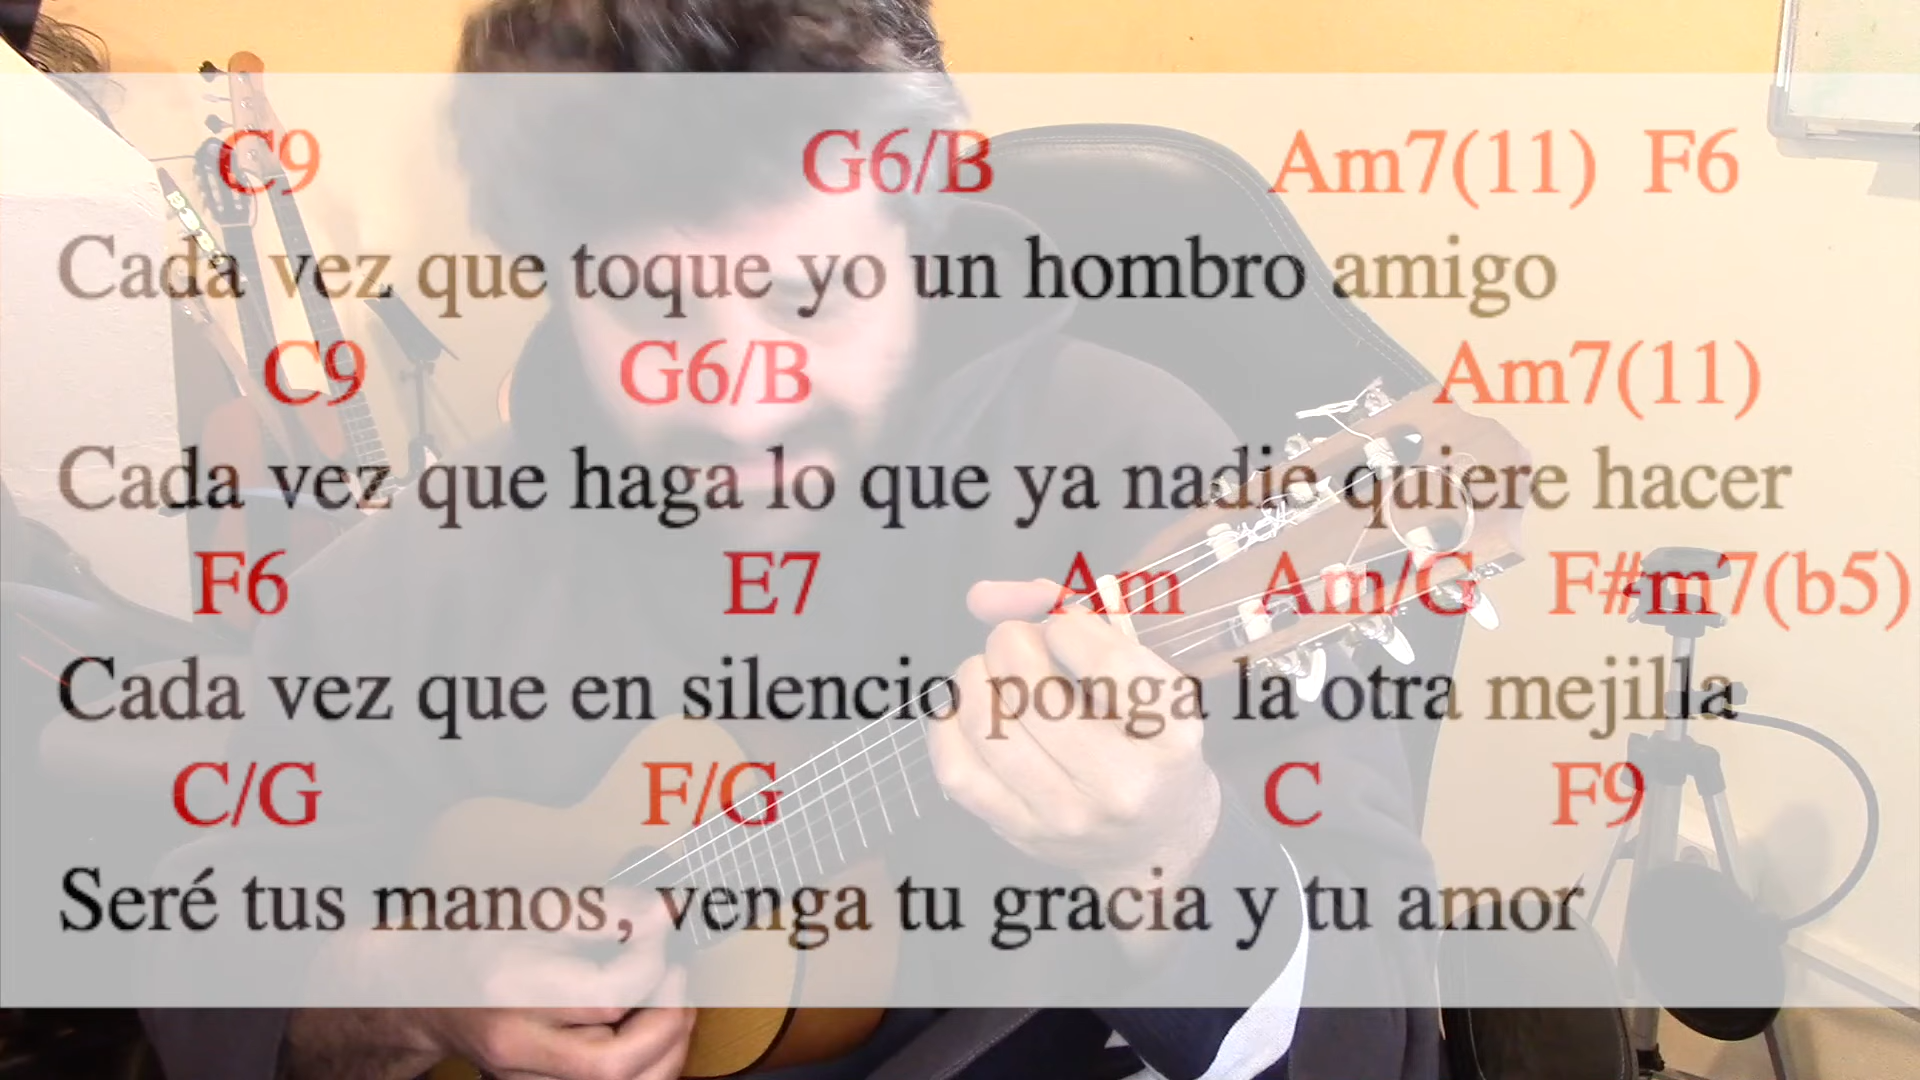 C9 G6/B Am7(11) F6
Cada vez que toque yo un hombro amigo
C9 G6/B Am7(11)
Cada vez que haga lo que ya nadie quiere hacer
F6 E7 Am Am/G F#m7(b5)
Cada vez que en silencio ponga la otra mejilla
C/G F/G C F9
Seré tus manos, venga tu gracia y tu amor